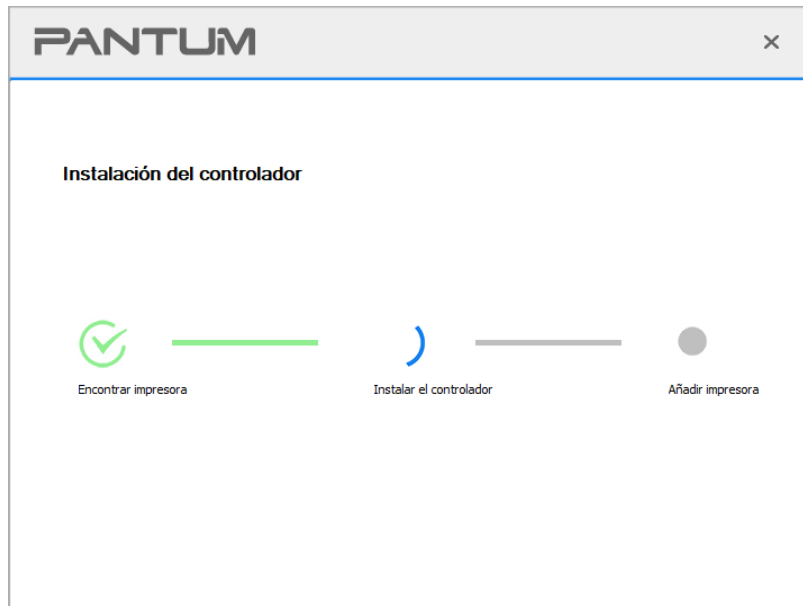 PANTUM
Instalación del controlador
Encontrar impresora
Instalar el controlador
Añadir impresora